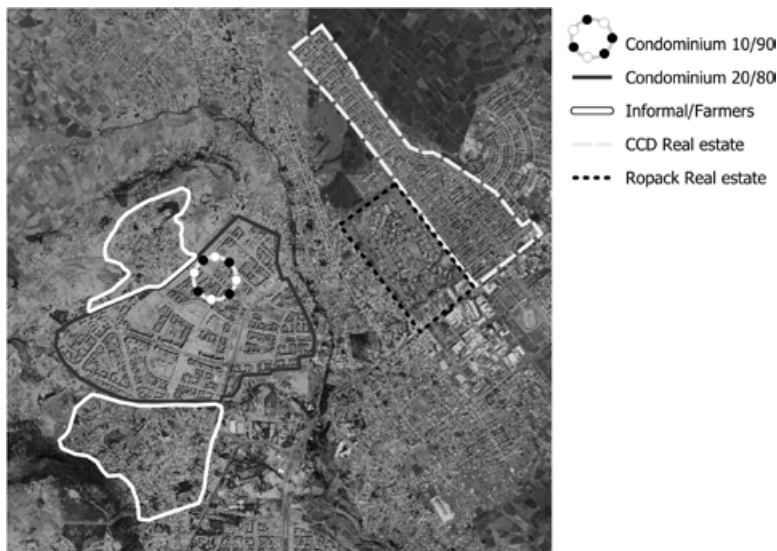 Condominium 10/90
Condominium 20/80
Informal/Farmers
CCD Real estate
Ropack Real estate